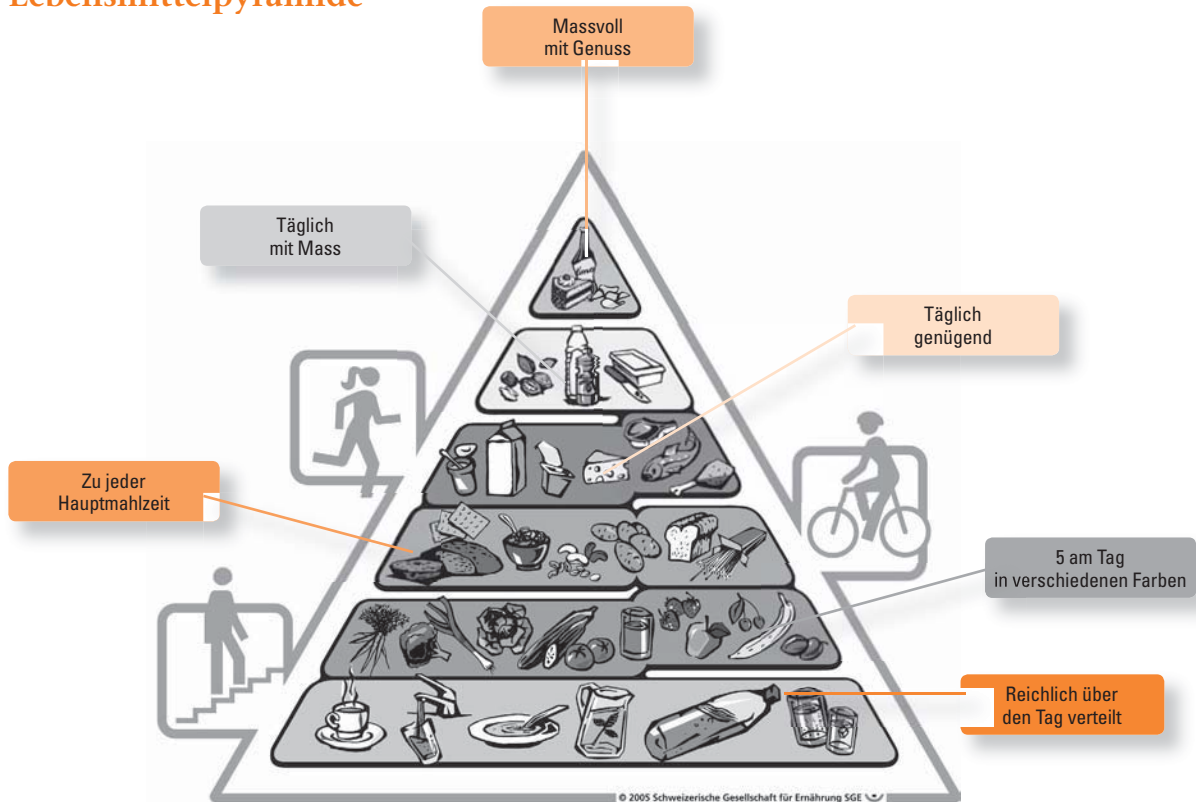 Lebensmittelpyramide
Massvoll
mit Genuss
Täglich
mit Mass
Täglich
genügend
Zu jeder
Hauptmahlzeit
5 am Tag
in verschiedenen Farben
Reichlich über
den Tag verteilt
© 2005 Schweizerische Gesellschaft für Ernährung SGE